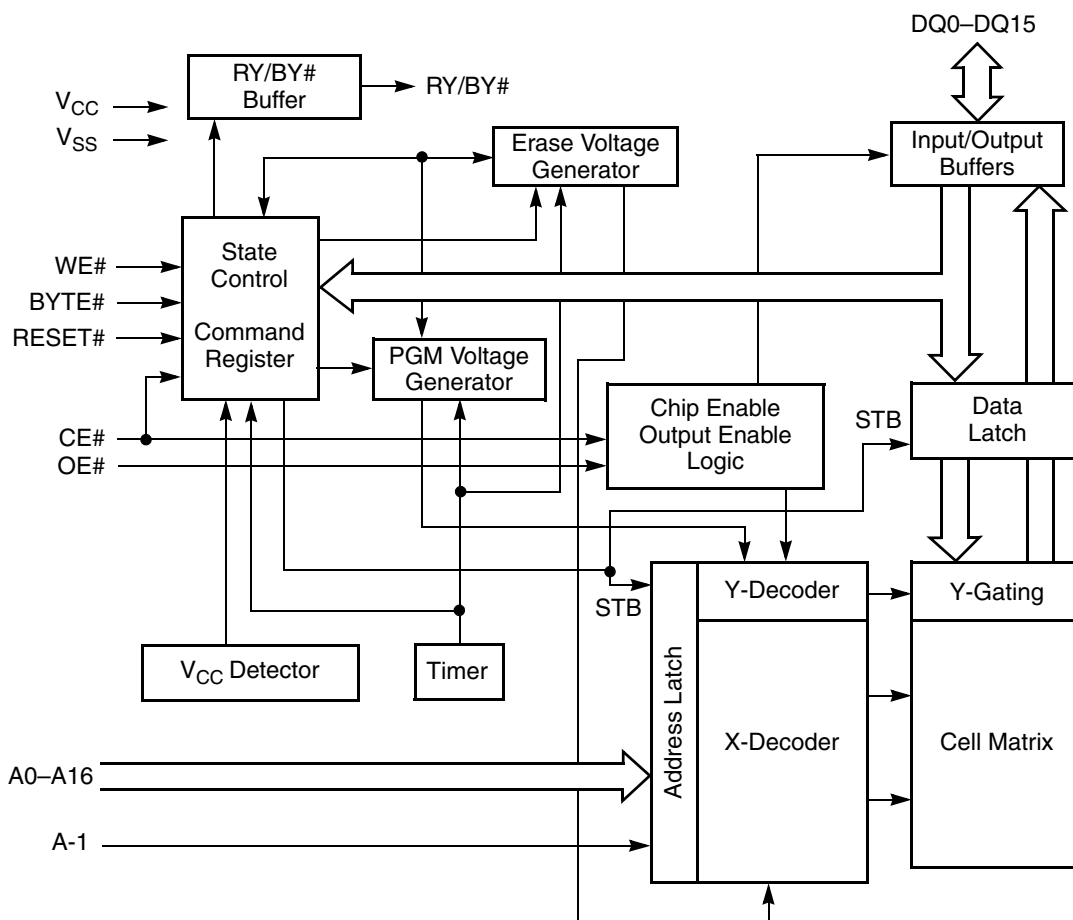 DQ0–DQ15
RY/BY#
Buffer
RY/BY#
VCC
VSS
Erase Voltage
Generator
Input/Output
Buffers
State
Control
WE#
BYTE#
RESET#
Command
Register
PGM Voltage
Generator
Chip Enable
Output Enable
Logic
STB
Data
Latch
CE#
OE#
STB
Y-Decoder
Y-Gating
VCC Detector
Timer
Address Latch
X-Decoder
Cell Matrix
A0–A16
A-1